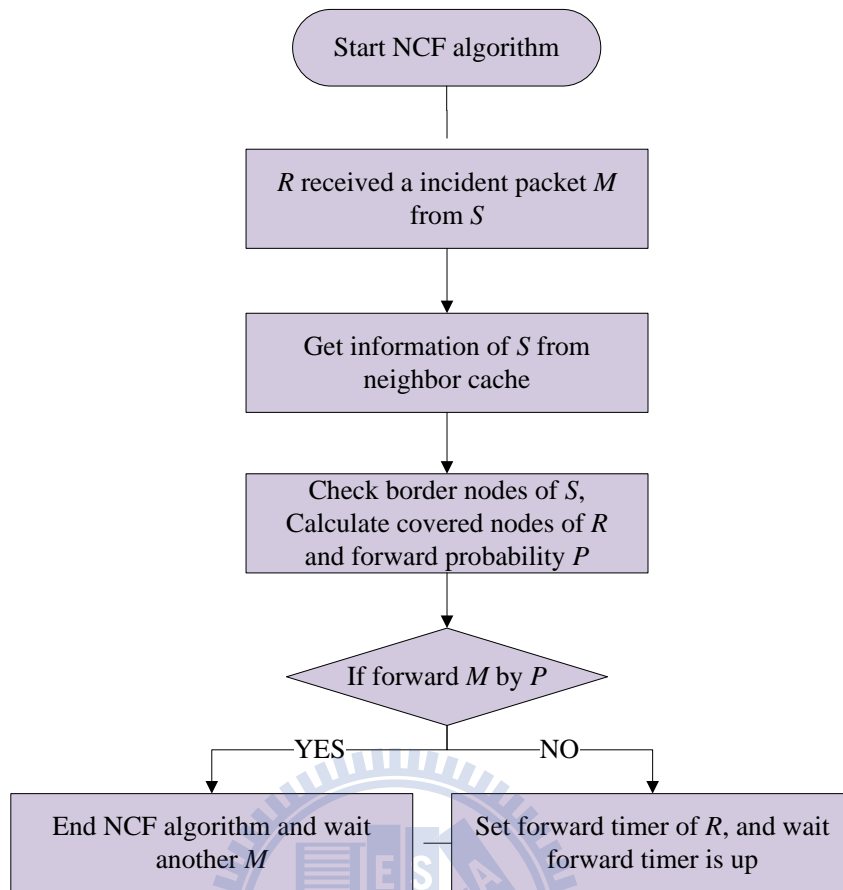 Start NCF algorithm
R received a incident packet M
from S
Get information of S from
neighbor cache
Check border nodes of S,
Calculate covered nodes of R
and forward probability P
If forward M by P
YES
NO
End NCF algorithm and wait
another M
Set forward timer of R, and wait
forward timer is up
E S
A